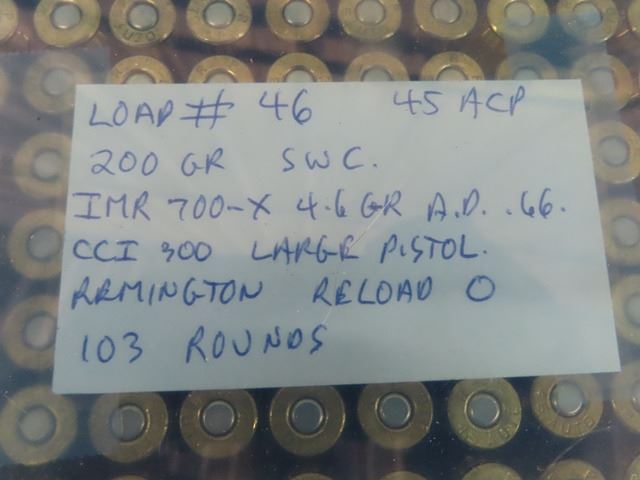 LOAD # 46 45 ACP
200 GR SWC.
IMR 700-X 4.6 GR A.D. .66.
CCI 300 LARGE PISTOL.
REMINGTON RELOAD O
103 ROUNDS